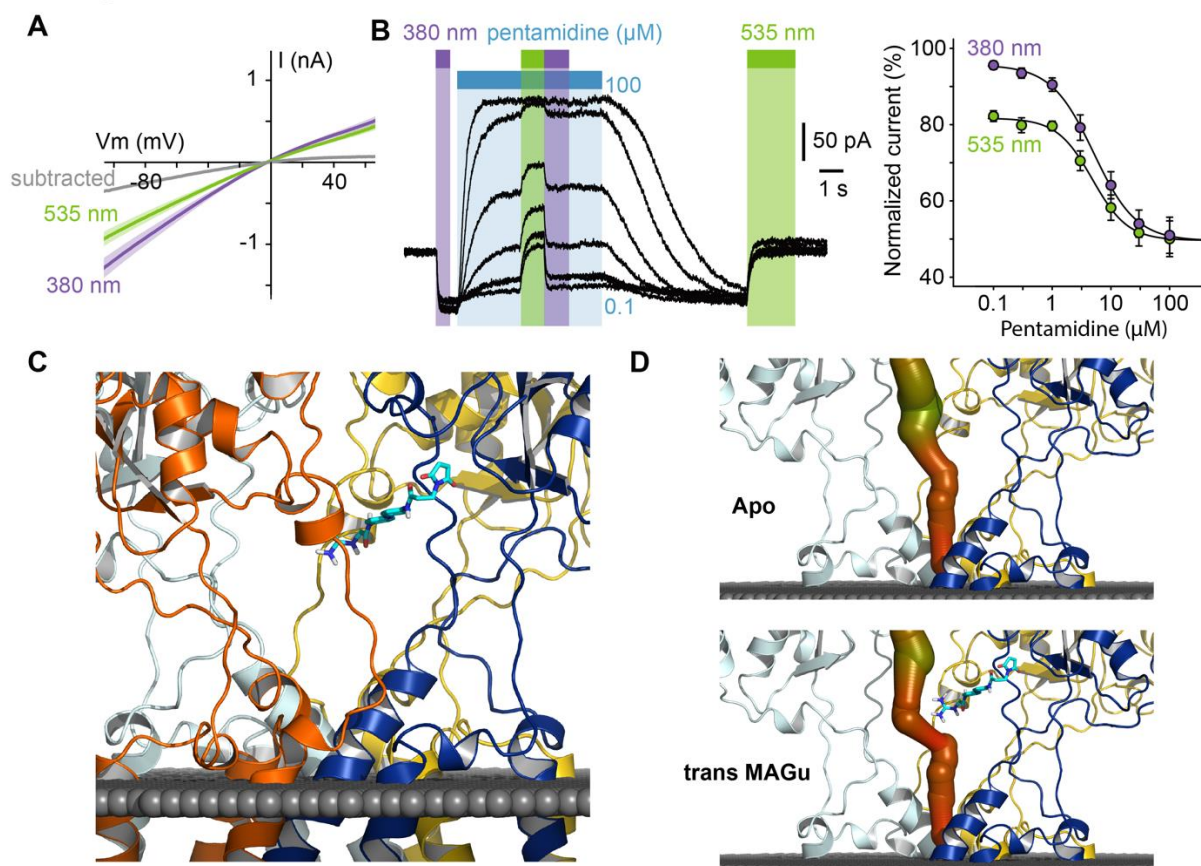 A
I (nA)
1
Vm (mV)
-80
40
subtracted
535 nm
-1
380 nm
B
380 nm pentamidine (µM) 535 nm
100
50 pA
1 s
0.1
Normalized current (%)
100
80
60
40
380 nm
535 nm
0.1 1 10 100
Pentamidine (µM)
C
D
Apo
trans MAGu